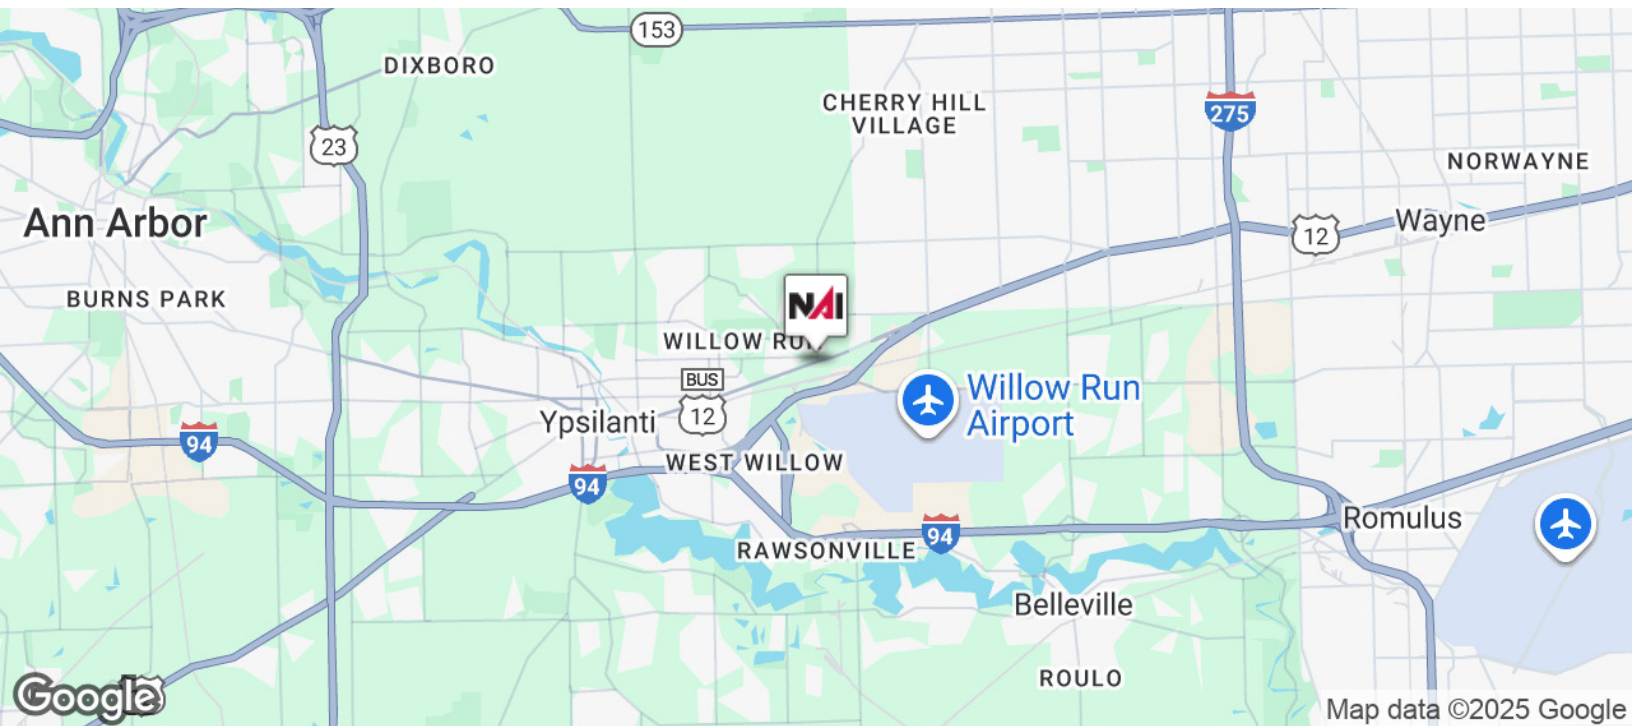 153
DIXBORO
CHERRY HILL
VILLAGE
275
23
NORWAYNE
Ann Arbor
Wayne
12
BURNS PARK
NAI
WILLOW RUN
BUS
12
Willow Run
Airport
Ypsilanti
94
WEST WILLOW
94
94
Romulus
RAWSONVILLE
Belleville
ROULO
Google
Map data ©2025 Google